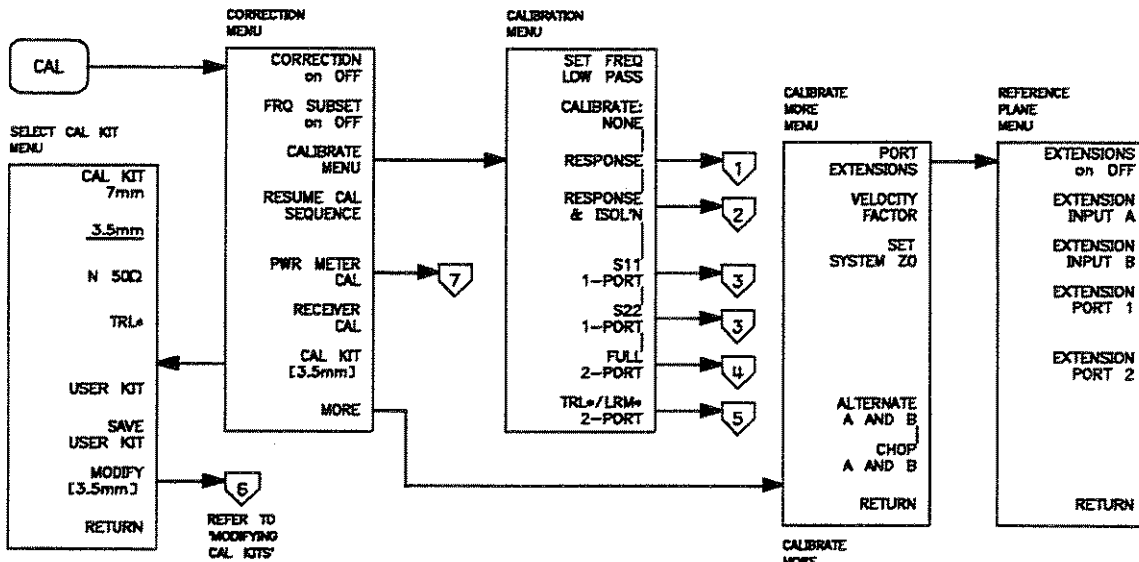 CORRECTION
MENU
CALIBRATION
MENU
CAL
CORRECTION
on OFF
FRQ SUBSET
on OFF
CALIBRATE
MENU
RESUME CAL
SEQUENCE
PWR METER
CAL
7
RECEIVER
CAL
CAL KIT
[3.5mm]
MORE
SET FREQ
LOW PASS
CALIBRATE:
NONE
RESPONSE
1
RESPONSE
& ISOL'N
2
S11
1-PORT
3
S22
1-PORT
3
FULL
2-PORT
4
TRL*/LRM*
2-PORT
5
SELECT CAL KIT
MENU
CAL KIT
7mm
3.5mm
N 50Ω
TRL*
USER KIT
SAVE
USER KIT
MODIFY
[3.5mm]
6
RETURN
REFER TO
'MODIFYING
CAL KITS'
CALIBRATE
MORE
MENU
PORT
EXTENSIONS
VELOCITY
FACTOR
SET
SYSTEM Z0
ALTERNATE
A AND B
CHOP
A AND B
RETURN
REFERENCE
PLANE
MENU
EXTENSIONS
on OFF
EXTENSION
INPUT A
EXTENSION
INPUT B
EXTENSION
PORT 1
EXTENSION
PORT 2
RETURN
CALIBRATE
MORE